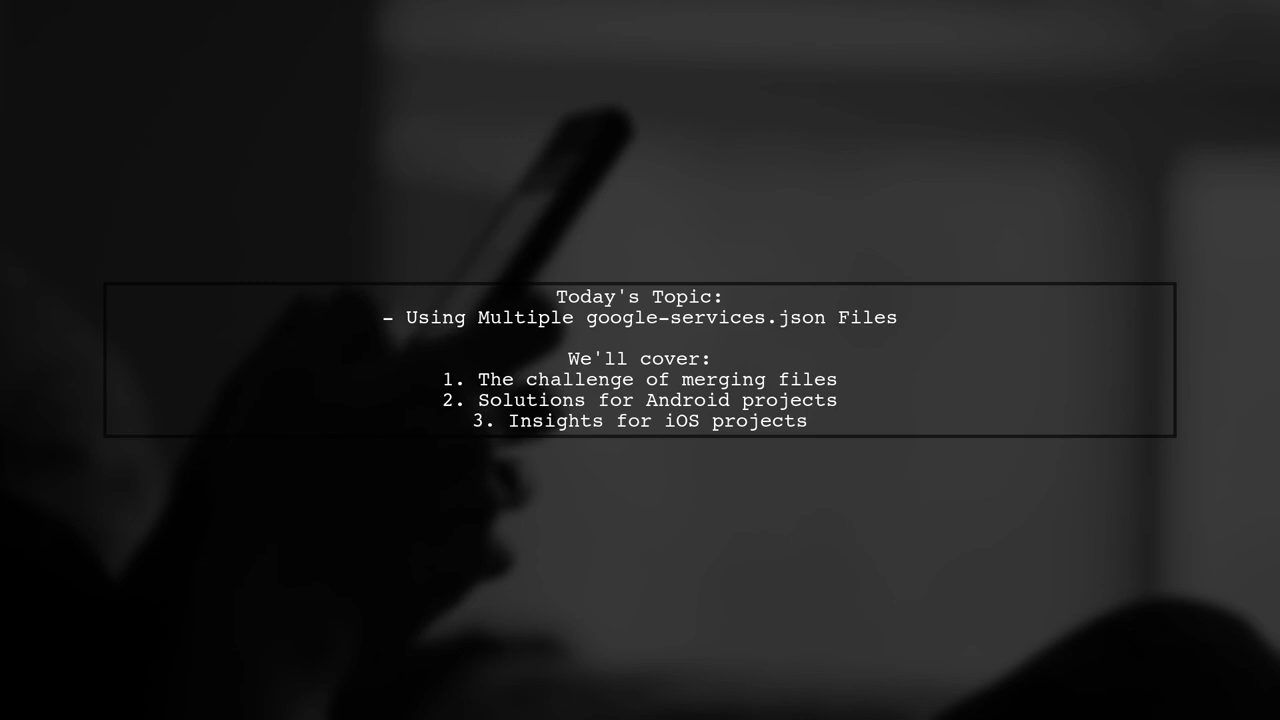 Today's Topic:
- Using Multiple google-services.json Files
We'll cover:
1. The challenge of merging files
2. Solutions for Android projects
3. Insights for iOS projects